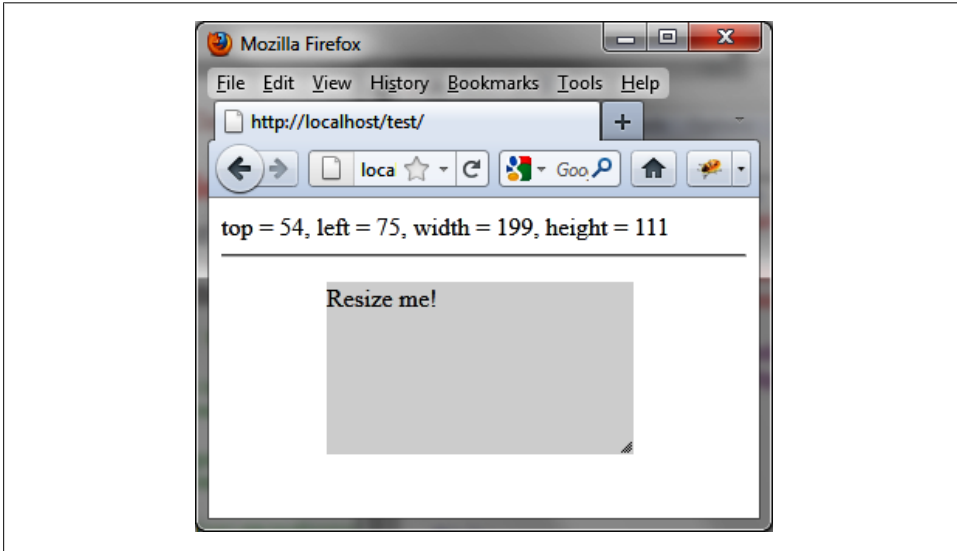 Mozilla Firefox
File Edit View History Bookmarks Tools Help
http://localhost/test/
loca Goo
top = 54, left = 75, width = 199, height = 111
Resize me!